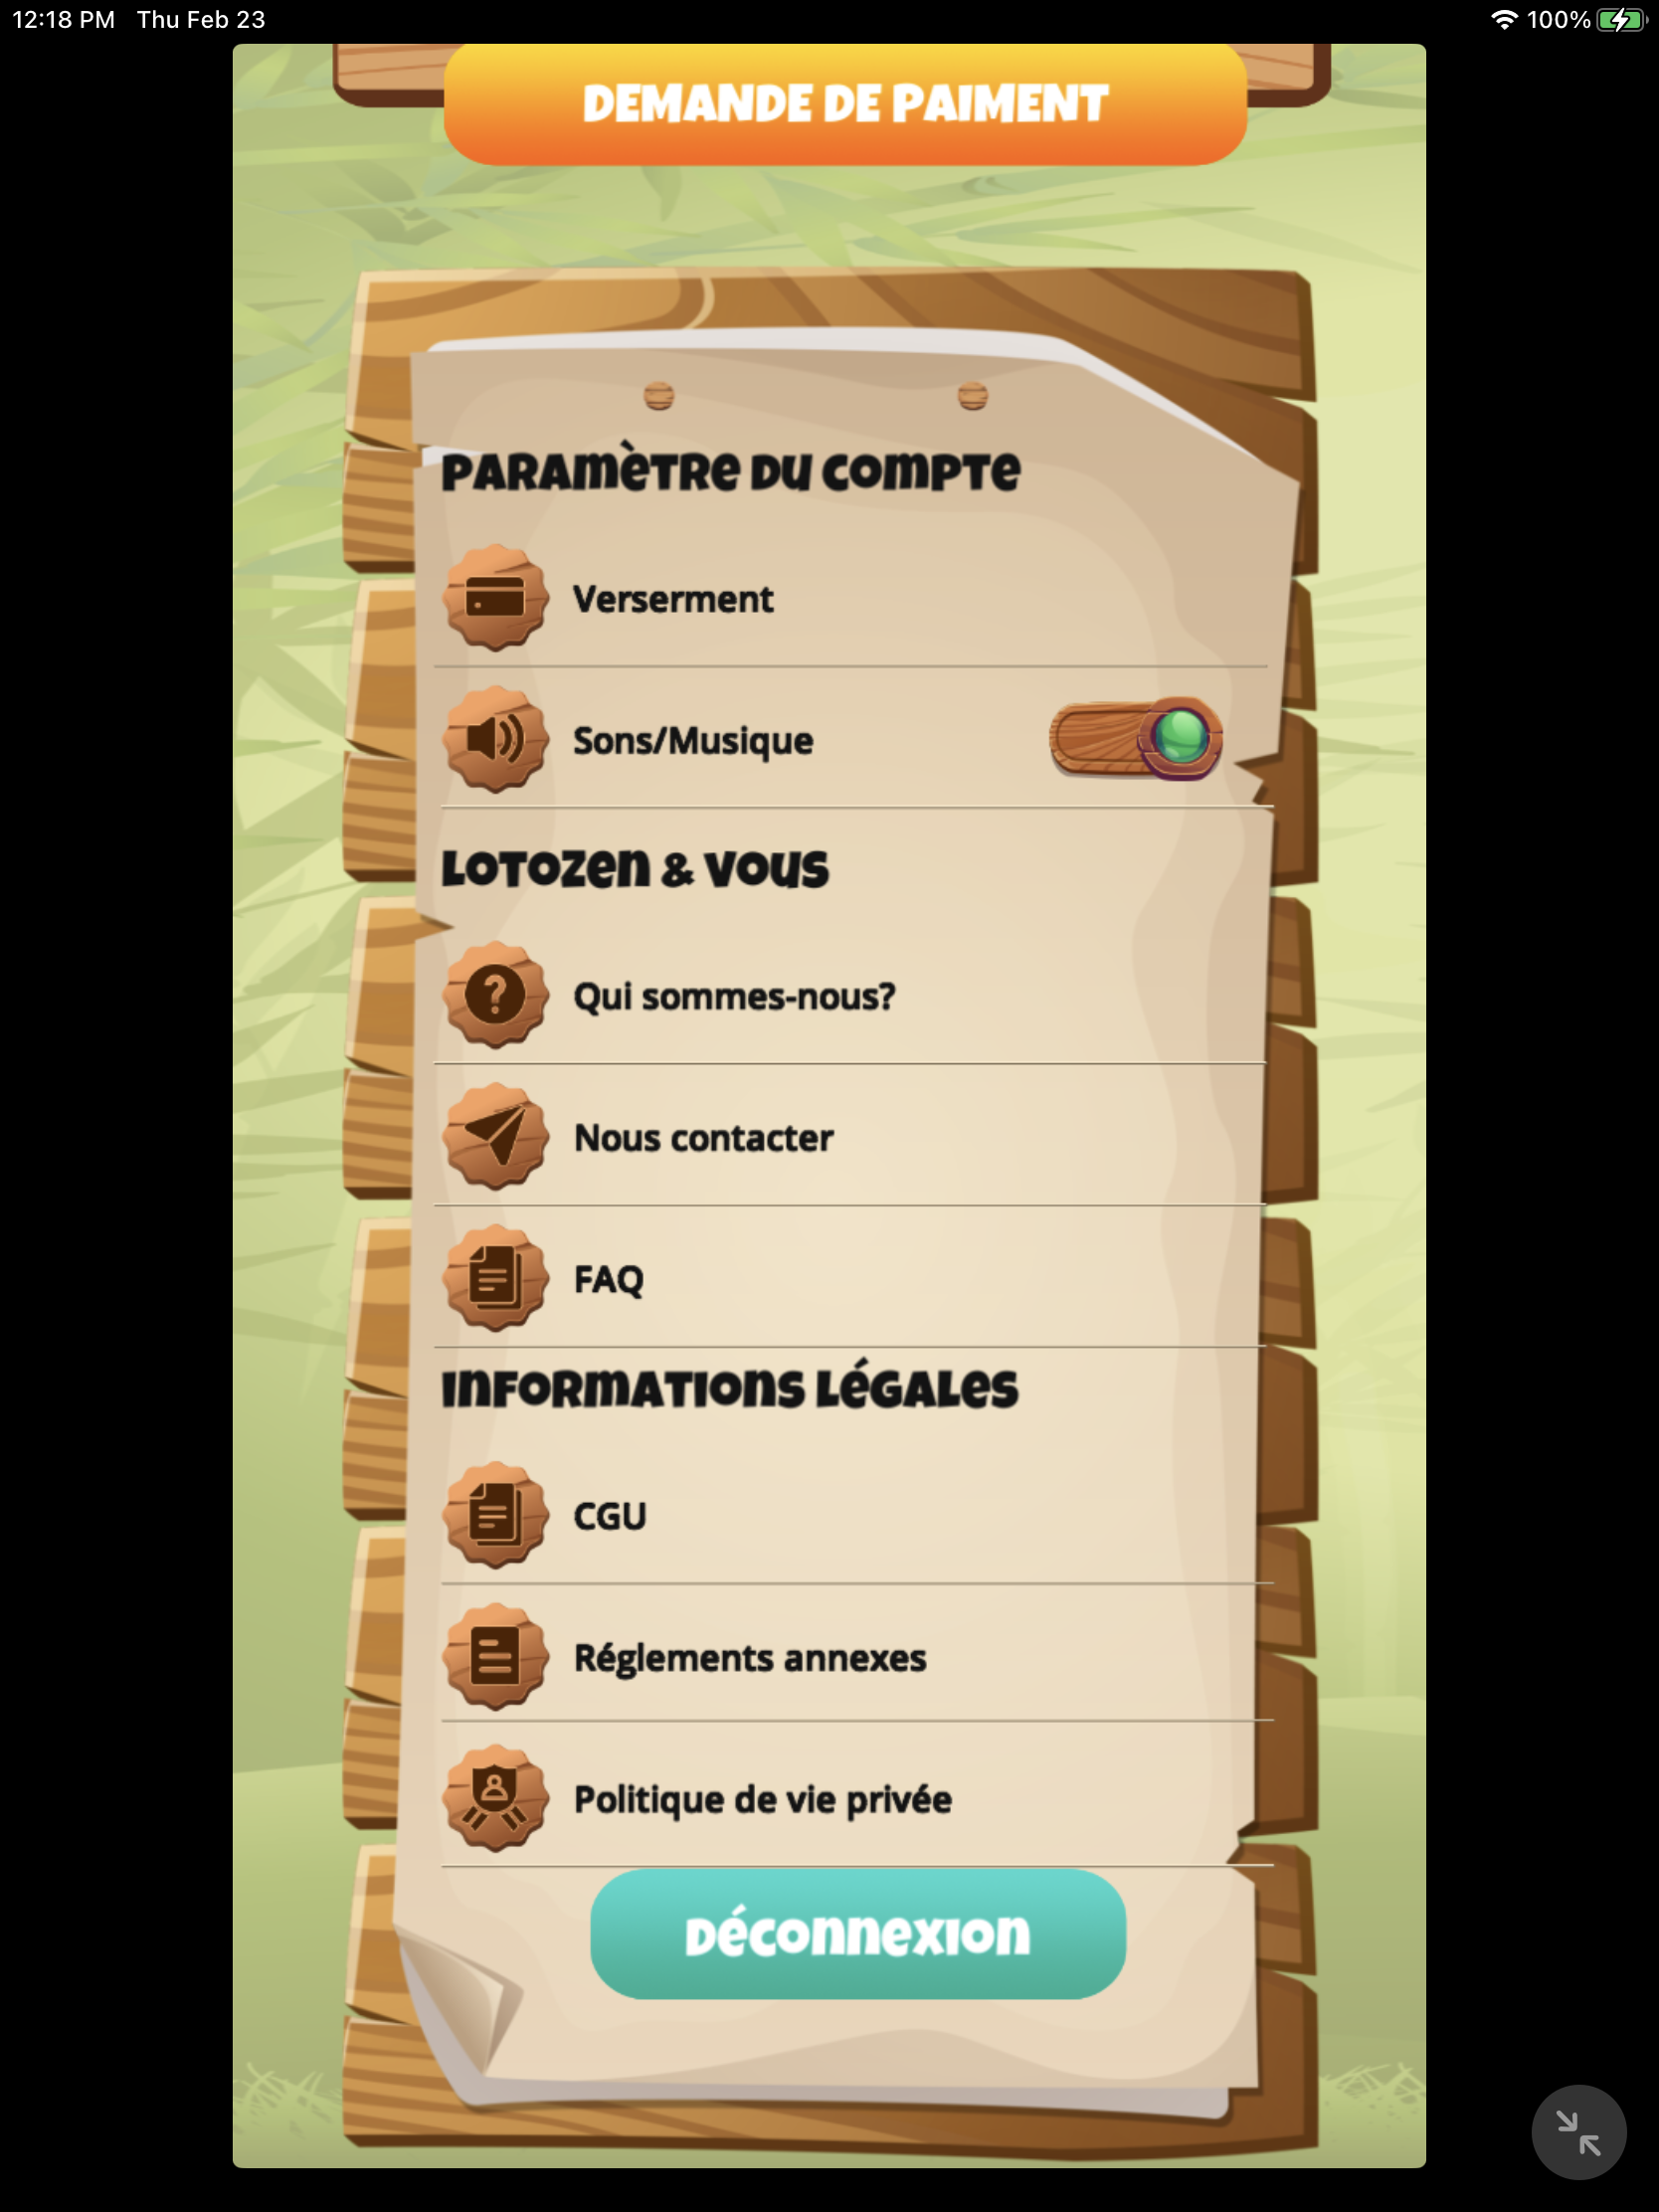 12:18 PM Thu Feb 23 100%
DEMANDE DE PAIMENT
Paramètre du compte
Verserment
Sons/Musique
Lotozen & vous
Qui sommes-nous?
Nous contacter
FAQ
Informations légales
CGU
Réglements annexes
Politique de vie privée
Déconnexion